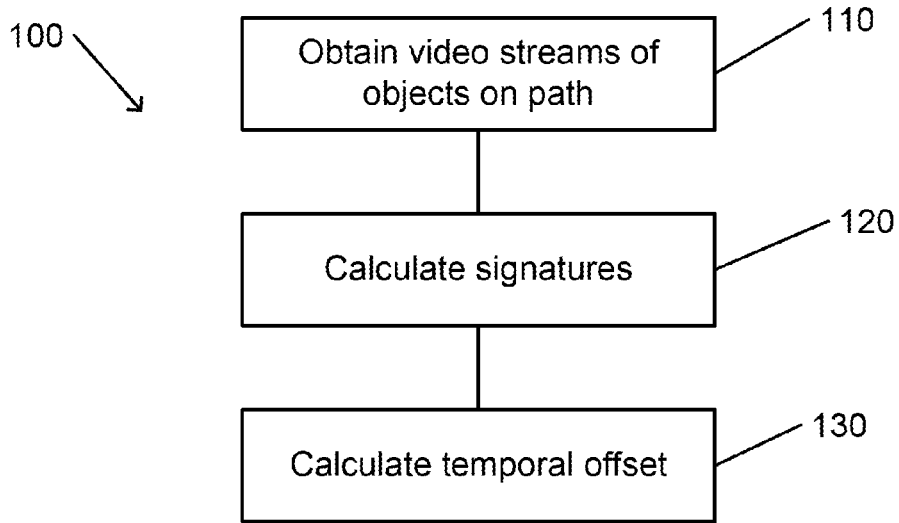 100
110
Obtain video streams of
objects on path
120
Calculate signatures
130
Calculate temporal offset